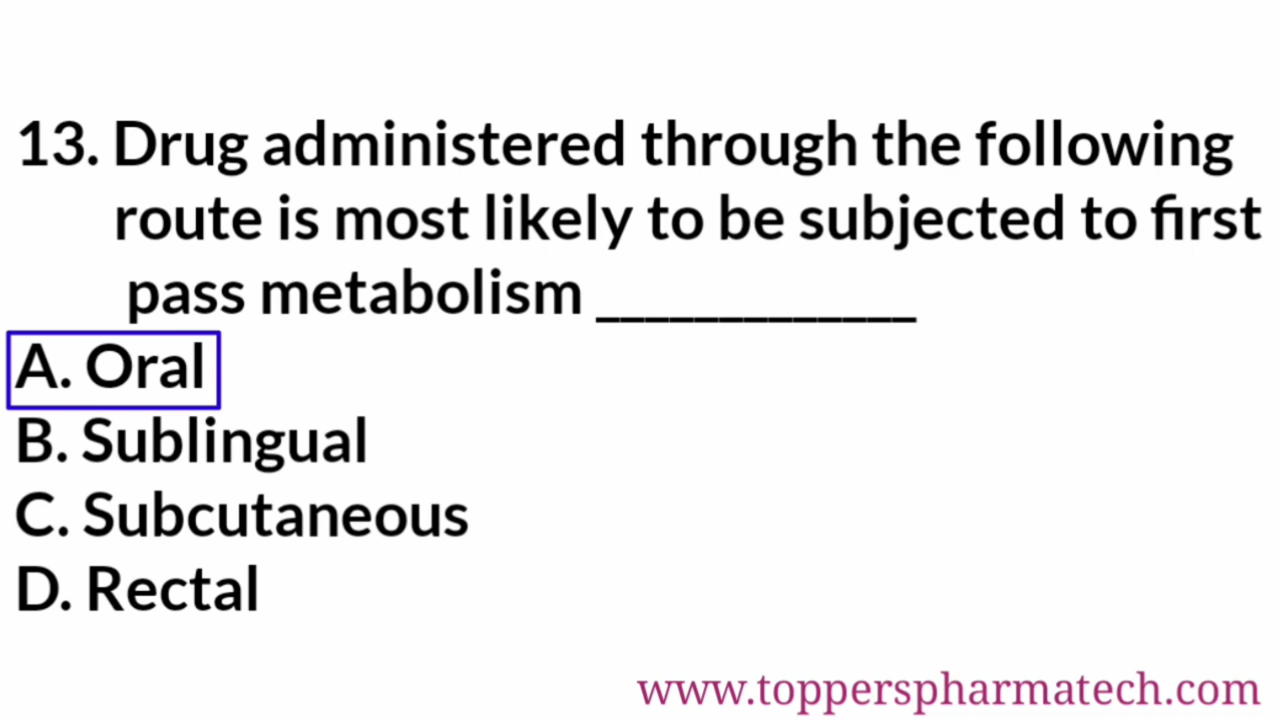 13. Drug administered through the following
route is most likely to be subjected to first
pass metabolism _____________
A. Oral
B. Sublingual
C. Subcutaneous
D. Rectal
www.topperspharmatech.com